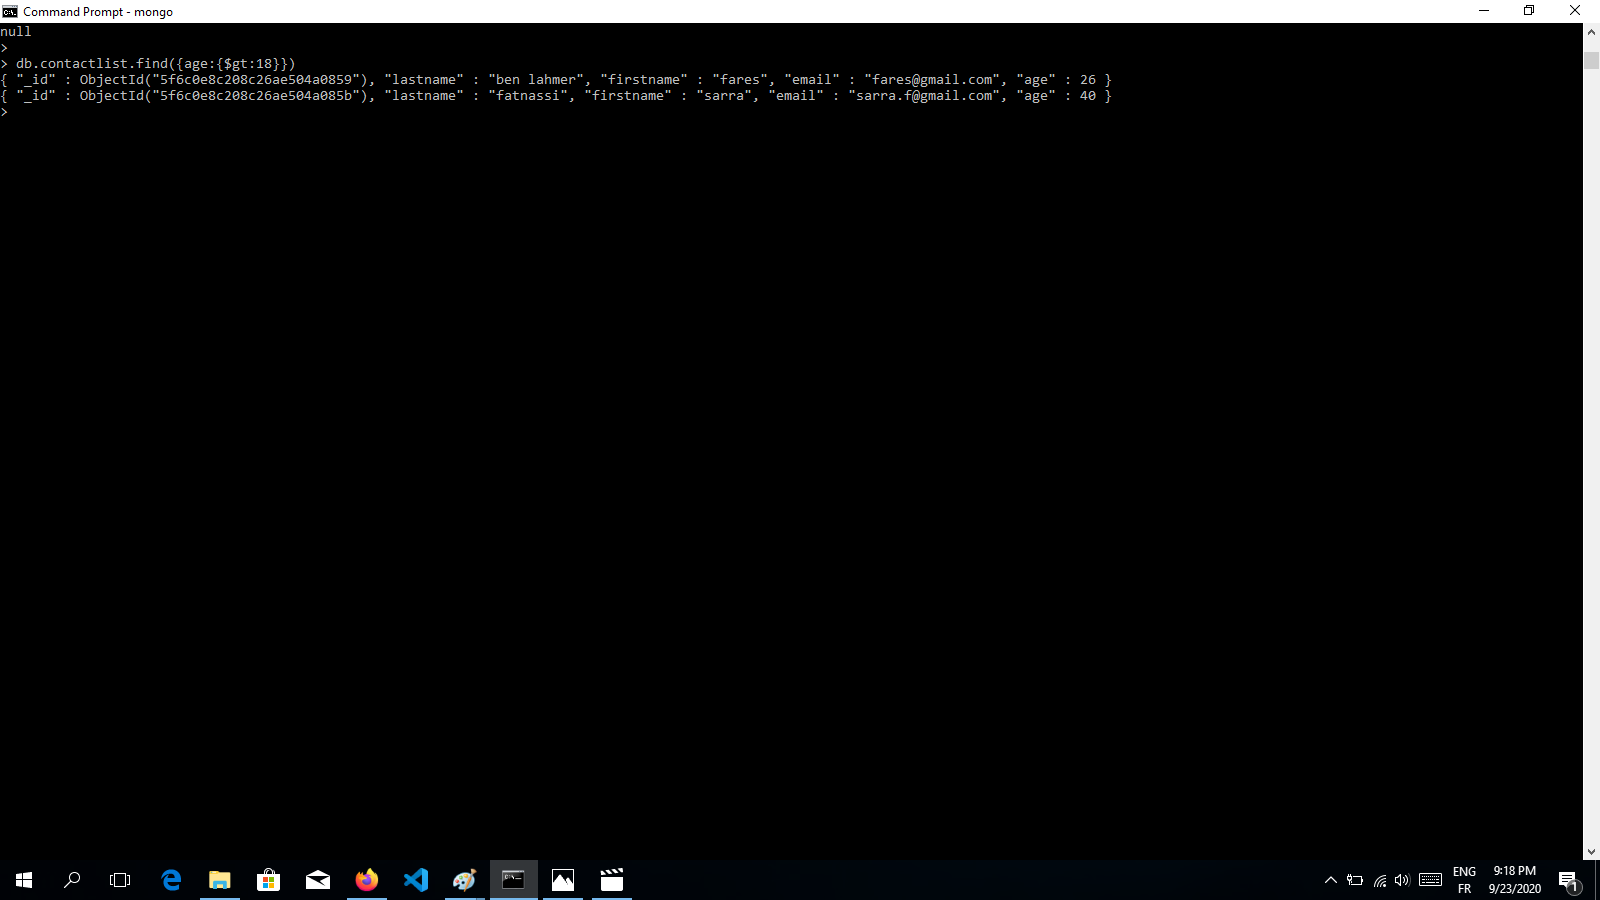 Command Prompt - mongo
null
>
> db.contactlist.find({age:{$gt:18}})
{ "_id" : ObjectId("5f6c0e8c208c26ae504a0859"), "lastname" : "ben lahmer", "firstname" : "fares", "email" : "fares@gmail.com", "age" : 26 }
{ "_id" : ObjectId("5f6c0e8c208c26ae504a085b"), "lastname" : "fatnassi", "firstname" : "sarra", "email" : "sarra.f@gmail.com", "age" : 40 }
>
ENG
FR
9:18 PM
9/23/2020
1